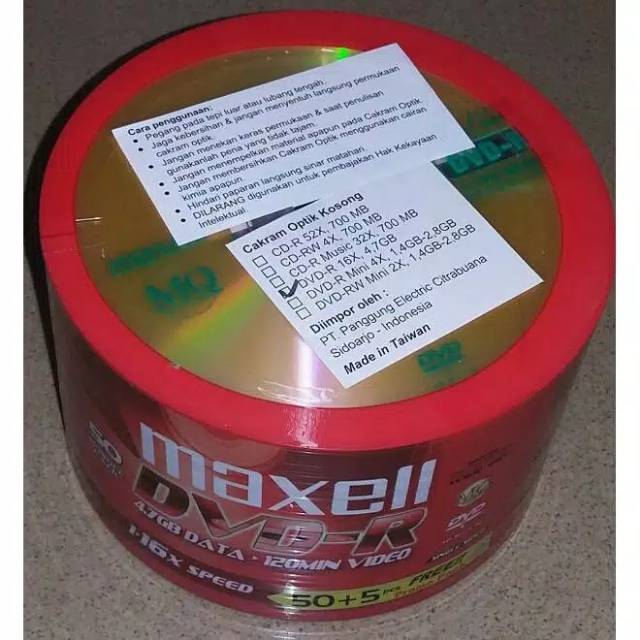 Cara penggunaan:
• Pegang pada tepi luar atau lubang tengah.
• Jaga kebersihan & jangan menyentuh langsung permukaan
cakram optik.
• Jangan menekan keras permukaan & saat penulisan
gunakanlah pena yang tidak tajam.
• Jangan menempelkan material apapun pada Cakram Optik
• Jangan membersihkan Cakram Optik menggunakan cairan
kimia apapun.
• Hindari paparan langsung sinar matahari.
• DILARANG digunakan untuk pembajakan Hak Kekayaan
Intelektual.
DVD-R
Cakram Optik Kosong
CD-R 52X, 700 MB
CD-RW 4X, 700 MB
CD-R Music 32X, 700 MB
DVD-R 16X, 4,7GB
DVD-R Mini 4X, 1.4GB-2,8GB
DVD-RW Mini 2X, 1.4GB-2,8GB
Diimpor oleh :
PT. Panggung Electric Citrabuana
Sidoarjo - Indonesia
Made in Taiwan
MQ
DVD
50
maxell
DVD-R
4.7GB DATA • 120MIN VIDEO
1-16x SPEED
DVD
50+5 PCS FREE!!